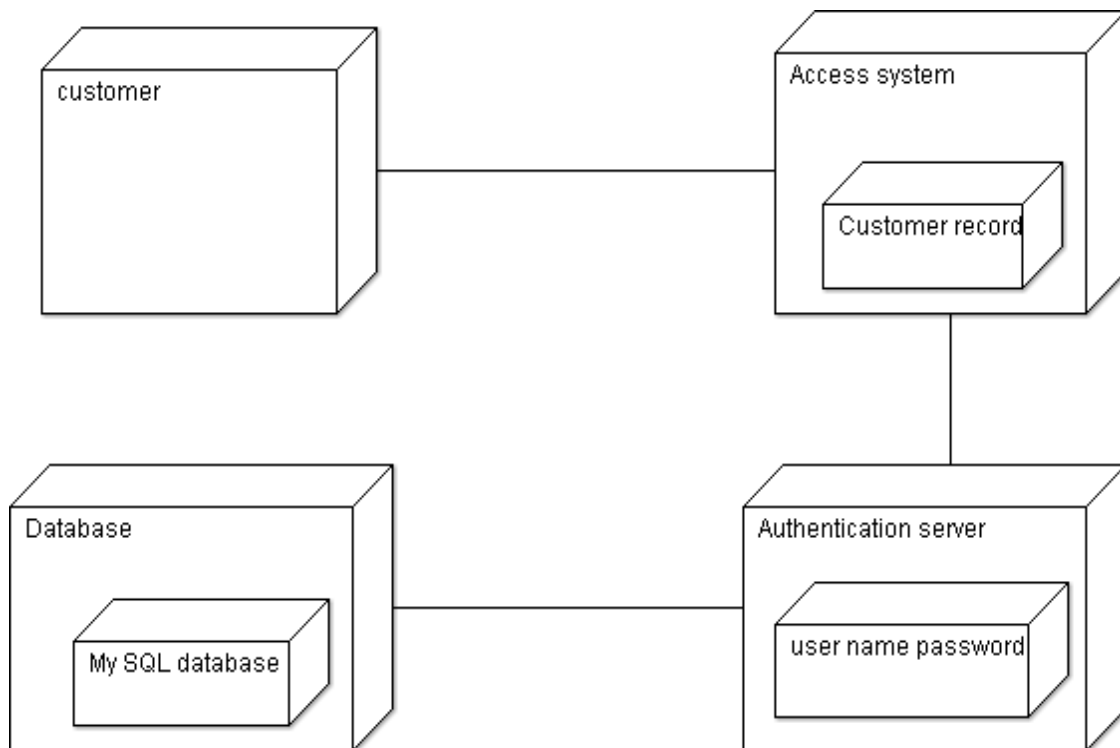 customer
Access system
Customer record
Database
My SQL database
Authentication server
user name password